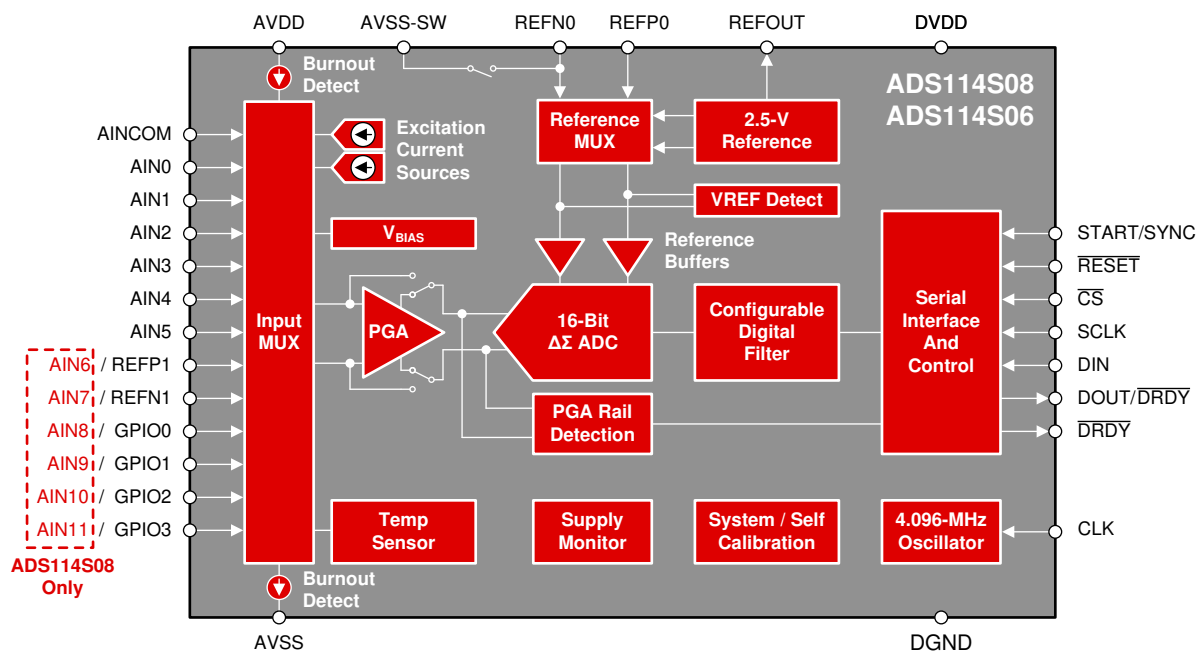 AVDD
AVSS-SW
REFN0
REFP0
REFOUT
DVDD
Burnout
Detect
ADS114S08
ADS114S06
AINCOM
AIN0
AIN1
AIN2
AIN3
AIN4
AIN5
AIN6 / REFP1
AIN7 / REFN1
AIN8 / GPIO0
AIN9 / GPIO1
AIN10 / GPIO2
AIN11 / GPIO3
ADS114S08
Only
Input
MUX
Excitation
Current
Sources
VBIAS
PGA
Reference
MUX
2.5-V
Reference
VREF Detect
Reference
Buffers
16-Bit
ΔΣ ADC
Configurable
Digital
Filter
Serial
Interface
And
Control
PGA Rail
Detection
START/SYNC
RESET
CS
SCLK
DIN
DOUT/DRDY
DRDY
Temp
Sensor
Supply
Monitor
System / Self
Calibration
4.096-MHz
Oscillator
CLK
Burnout
Detect
AVSS
DGND